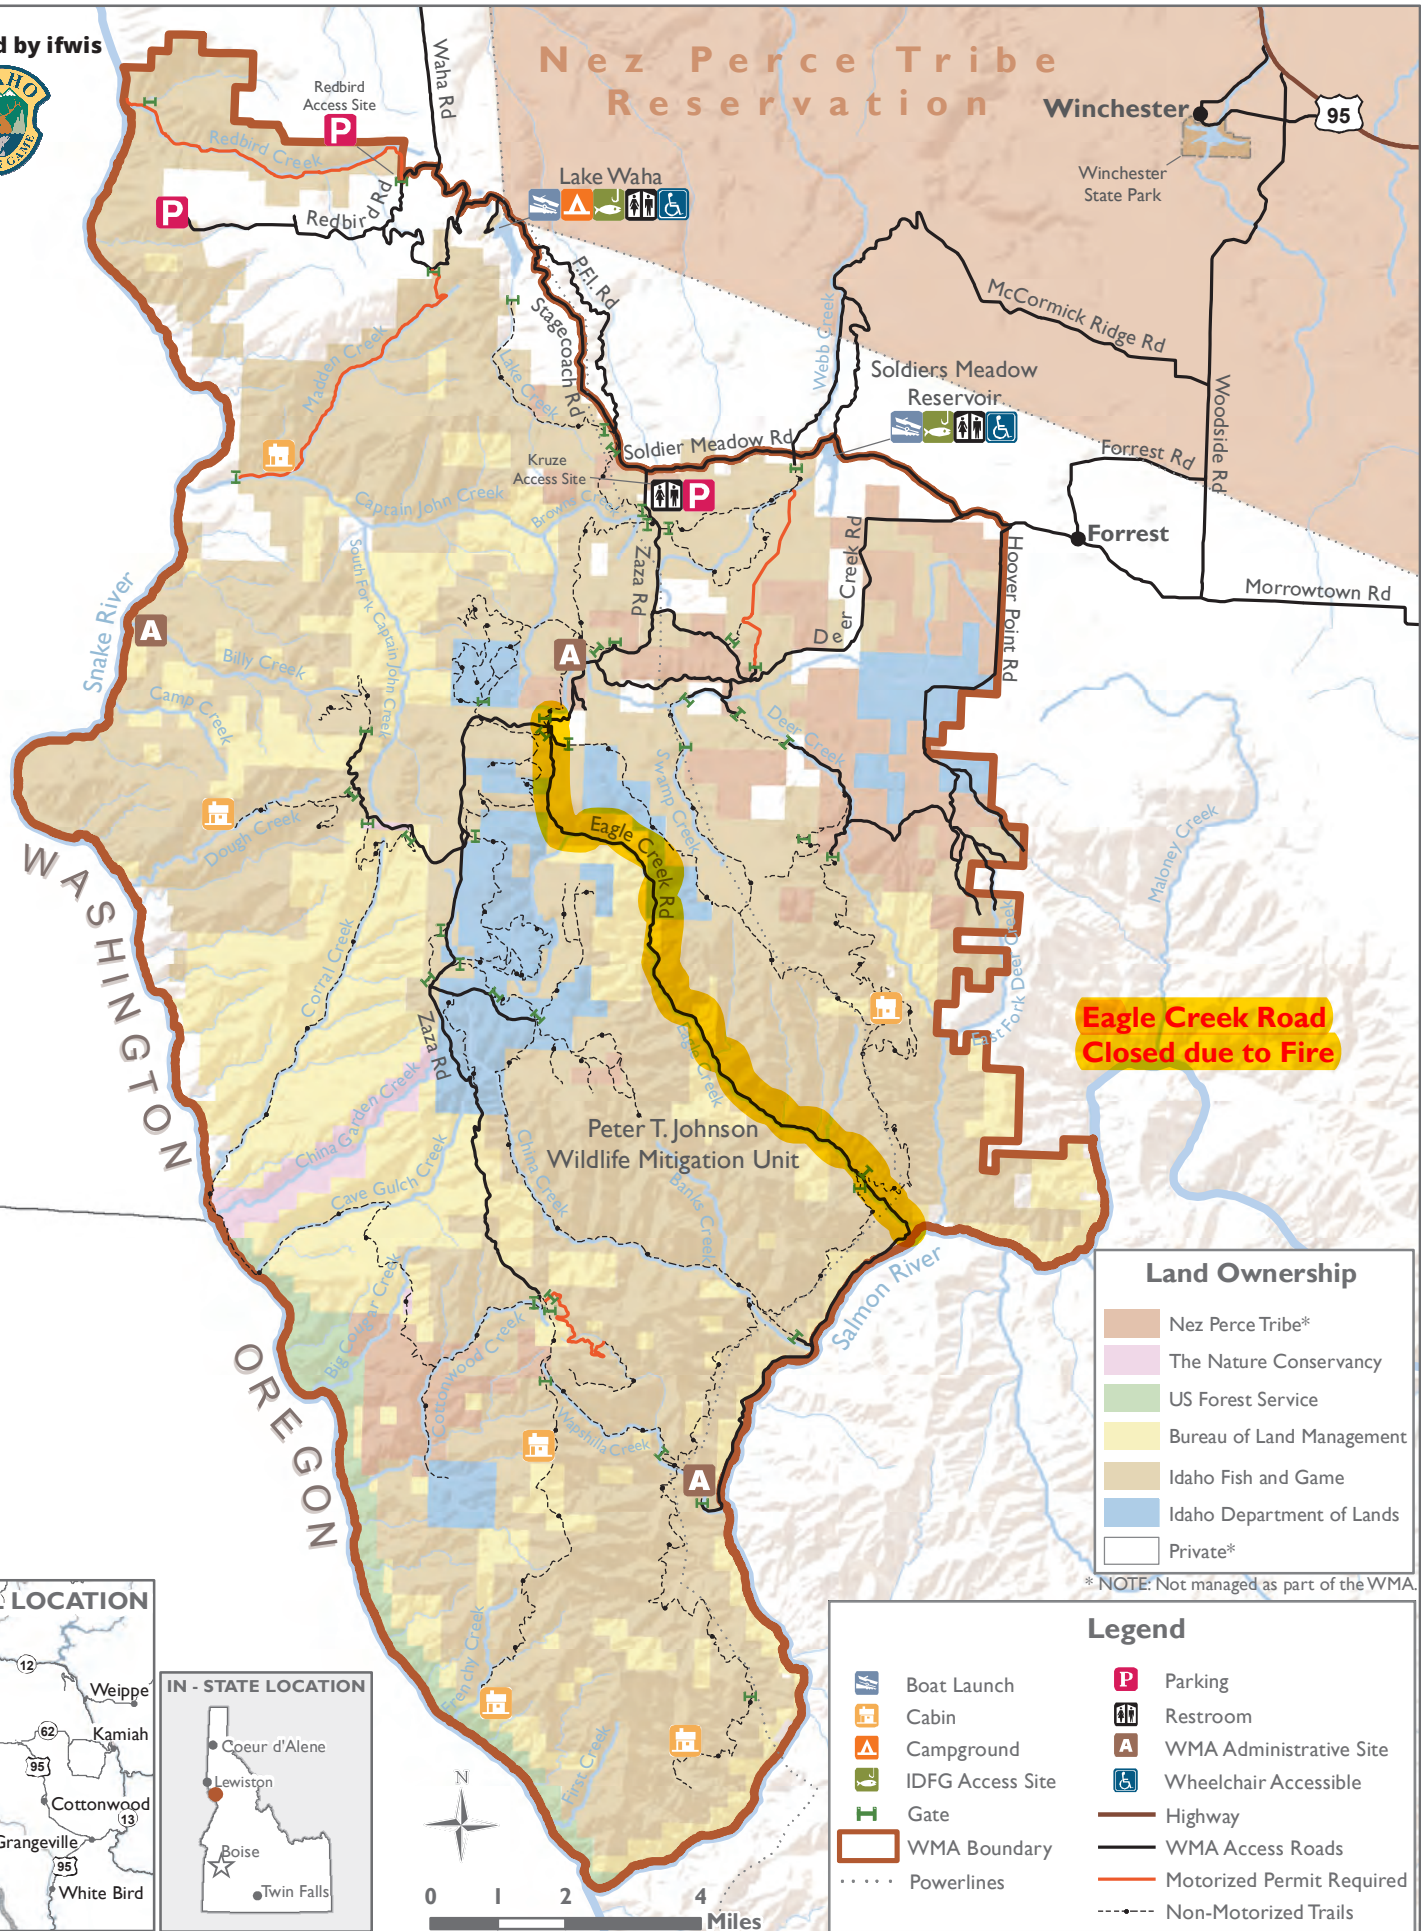 d by ifwis
Nez Perce Tribe
Reservation
Waha Rd
Redbird
Access Site
P
Redbird Creek
P
Redbird Rd
Lake Waha
Winchester
95
Winchester
State Park
P.F.I. Rd
Stagecoach Rd
Lake Creek
Madden Creek
Webb Creek
McCormick Ridge Rd
Soldiers Meadow
Reservoir
Woodside Rd
Soldier Meadow Rd
Forrest Rd
Kruze
Access Site
P
Captain John Creek
Browns Creek
South Fork Captain John Creek
Zaza Rd
Deer Creek Rd
Hoover Point Rd
Forrest
Morrowtown Rd
Snake River
A
A
Billy Creek
Camp Creek
Deer Creek
Swamp Creek
Dough Creek
Eagle Creek Rd
Maloney Creek
WASHINGTON
Corral Creek
East Fork Deer Creek
Zaza Rd
Eagle Creek
Eagle Creek Road
Closed due to Fire
China Garden Creek
Peter T. Johnson
Wildlife Mitigation Unit
Cave Gulch Creek
China Creek
Banks Creek
Salmon River
Big Cougar Creek
Cottonwood Creek
OREGON
Wapshilla Creek
A
Frenchy Creek
First Creek
Land Ownership
Nez Perce Tribe*
The Nature Conservancy
US Forest Service
Bureau of Land Management
Idaho Fish and Game
Idaho Department of Lands
Private*
* NOTE: Not managed as part of the WMA.
LOCATION
12
Weippe
62
Kamiah
95
Cottonwood
13
Grangeville
95
White Bird
IN - STATE LOCATION
Coeur d'Alene
Lewiston
Boise
Twin Falls
N
0 1 2 4
Miles
Legend
Boat Launch
Cabin
Campground
IDFG Access Site
Gate
WMA Boundary
Powerlines
P Parking
Restroom
A WMA Administrative Site
Wheelchair Accessible
Highway
WMA Access Roads
Motorized Permit Required
Non-Motorized Trails